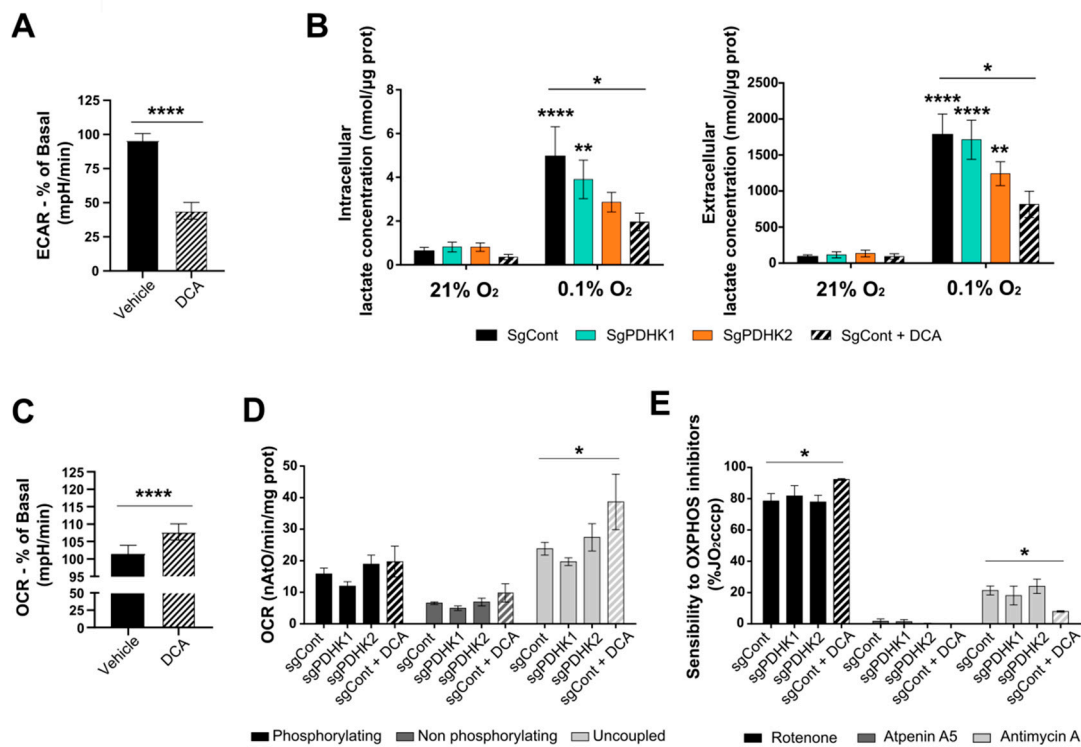 A
ECAR - % of Basal
(mpH/min)
125
100
75
50
25
0
****
Vehicle
DCA
B
Intracellular
lactate concentration (nmol/µg prot)
8
6
4
2
0
*
****
**
21% O₂
0.1% O₂
Extracellular
lactate concentration (nmol/µg prot)
2500
2000
1500
1000
500
0
*
****
****
**
21% O₂
0.1% O₂
SgCont
SgPDHK1
SgPDHK2
SgCont + DCA
C
OCR - % of Basal
(mpH/min)
125
120
115
110
105
100
95
50
25
0
****
Vehicle
DCA
D
OCR (nAtO/min/mg prot)
50
40
30
20
10
0
*
sgCont
sgPDHK1
sgPDHK2
sgCont + DCA
sgCont
sgPDHK1
sgPDHK2
sgCont + DCA
sgCont
sgPDHK1
sgPDHK2
sgCont + DCA
Phosphorylating
Non phosphorylating
Uncoupled
E
Sensibility to OXPHOS inhibitors
(%JO₂cccp)
100
80
60
40
20
0
*
*
sgCont
sgPDHK1
sgPDHK2
sgCont + DCA
sgCont
sgPDHK1
sgPDHK2
sgCont + DCA
sgCont
sgPDHK1
sgPDHK2
sgCont + DCA
Rotenone
Atpenin A5
Antimycin A